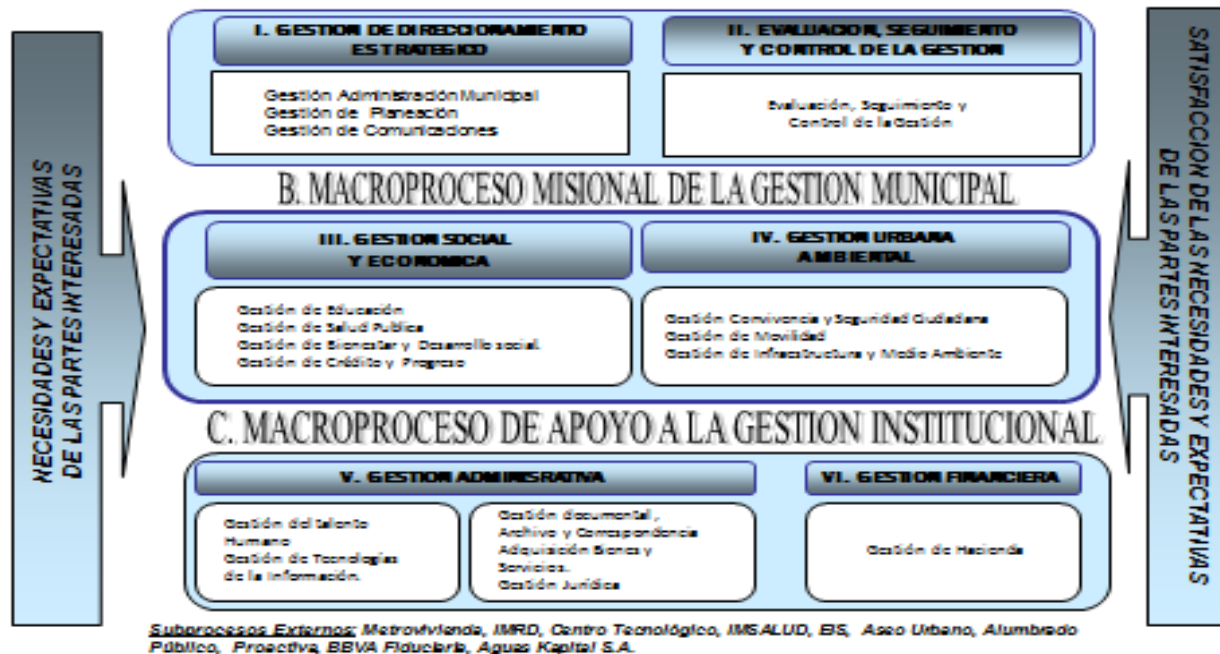 NECESIDADES Y EXPECTATIVAS
DE LAS PARTES INTERESADAS
I. GESTION DE DIRECCIONAMIENTO
ESTRATEGICO
Gestión Administración Municipal
Gestión de Planeación
Gestión de Comunicaciones
II. EVALUACION, SEGUIMIENTO
Y CONTROL DE LA GESTION
Evaluación, Seguimiento y
Control de la Gestión
B. MACROPROCESO MISIONAL DE LA GESTION MUNICIPAL
III. GESTION SOCIAL
Y ECONOMICA
Gestión de Educación
Gestión de Salud Publica
Gestión de Bienestar y Desarrollo social.
Gestión de Crédito y Progreso
IV. GESTION URBANA
AMBIENTAL
Gestión Convivencia y Seguridad Ciudadana
Gestión de Movilidad
Gestión de Infraestructura y Medio Ambiente
C. MACROPROCESO DE APOYO A LA GESTION INSTITUCIONAL
V. GESTION ADMINISRATIVA
Gestión del talento
Humano
Gestión de Tecnologías
de la Información.
Gestión documental,
Archivo y Correspondencia
Adquisición Bienes y
Servicios.
Gestión Jurídica
VI. GESTION FINANCIERA
Gestión de Hacienda
SATISFACCION DE LAS NECESIDADES Y EXPECTATIVAS
DE LAS PARTES INTERESADAS
Subprocesos Externos: Metrovivienda, IMRD, Centro Tecnológico, IMSALUD, EIS, Aseo Urbano, Alumbrado
Público, Proactiva, BBVA Fiduciaria, Aguas Kapital S.A.